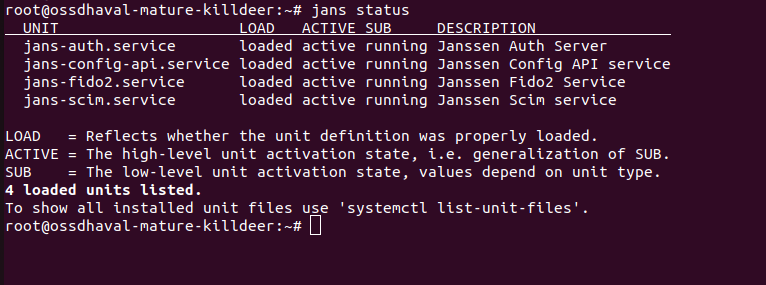 root@ossdhaval-mature-killdeer:~# jans status
  UNIT                    LOAD   ACTIVE SUB     DESCRIPTION
  jans-auth.service       loaded active running Janssen Auth Server
  jans-config-api.service loaded active running Janssen Config API service
  jans-fido2.service      loaded active running Janssen Fido2 Service
  jans-scim.service       loaded active running Janssen Scim service

LOAD   = Reflects whether the unit definition was properly loaded.
ACTIVE = The high-level unit activation state, i.e. generalization of SUB.
SUB    = The low-level unit activation state, values depend on unit type.
4 loaded units listed.
To show all installed unit files use 'systemctl list-unit-files'.
root@ossdhaval-mature-killdeer:~#